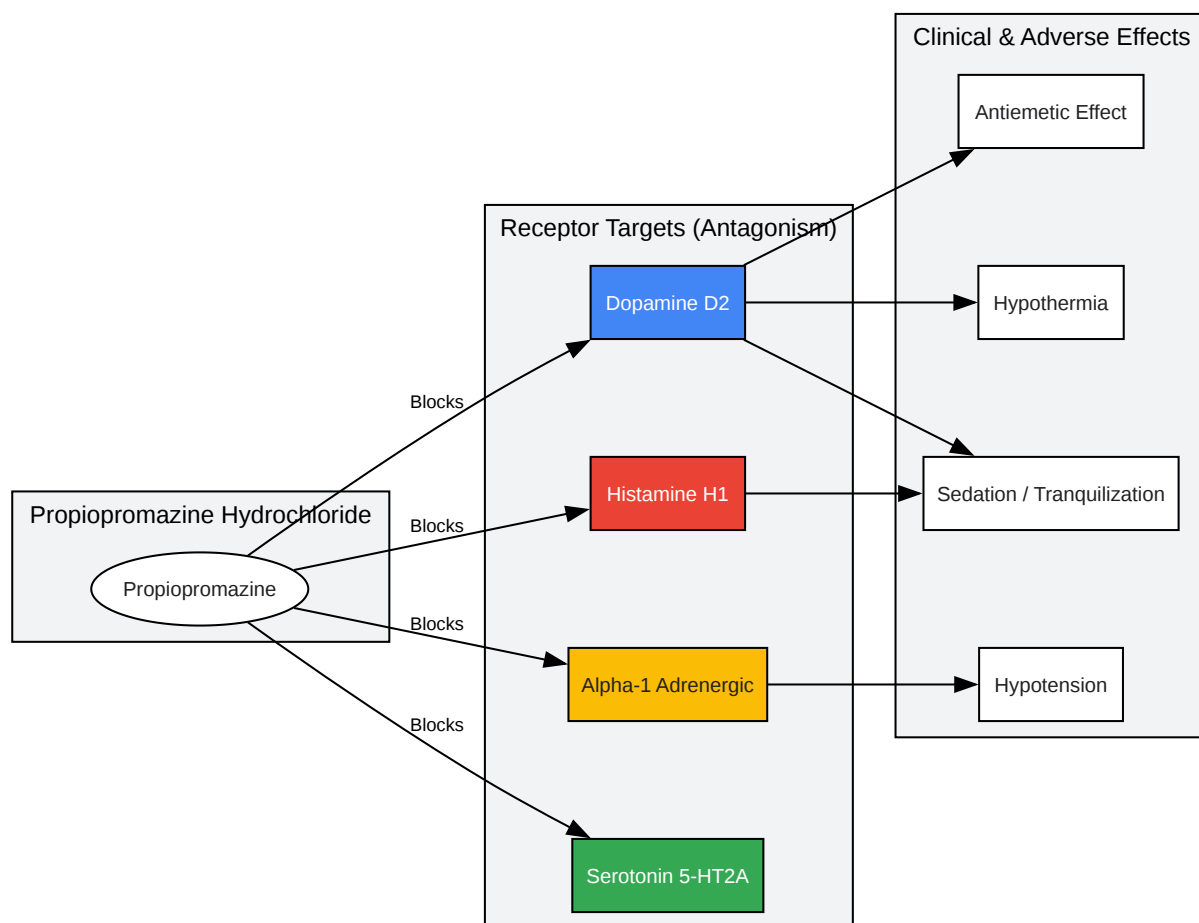 Propiopromazine Hydrochloride
Propiopromazine
Blocks
Blocks
Blocks
Blocks
Receptor Targets (Antagonism)
Dopamine D2
Histamine H1
Alpha-1 Adrenergic
Serotonin 5-HT2A
Clinical & Adverse Effects
Antiemetic Effect
Hypothermia
Sedation / Tranquilization
Hypotension